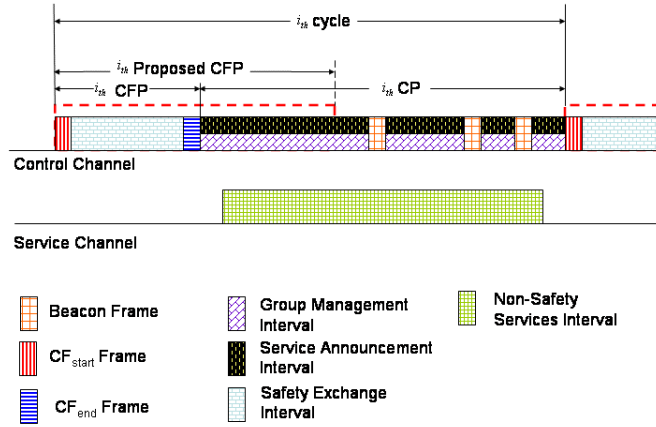 i_th cycle
i_th Proposed CFP
i_th CFP
i_th CP
Control Channel
Service Channel
Beacon Frame
Group Management
Interval
Non-Safety
Services Interval
CF_start Frame
Service Announcement
Interval
CF_end Frame
Safety Exchange
Interval